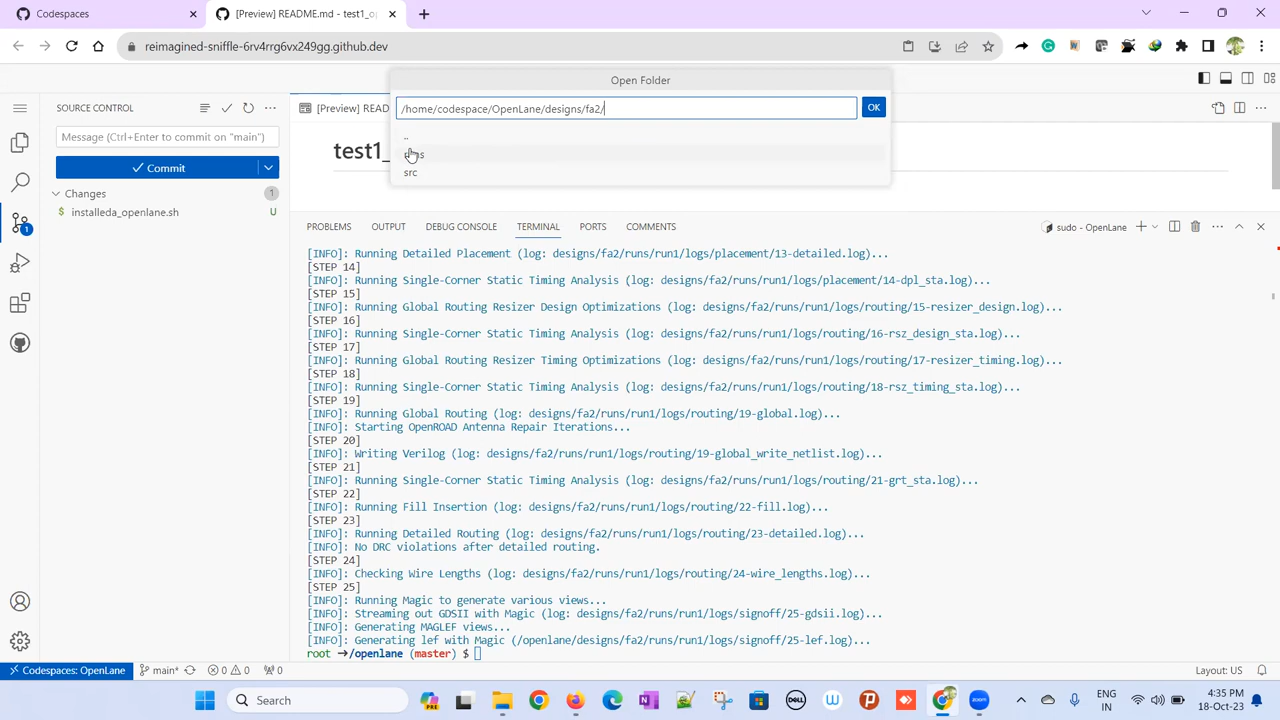 Codespaces
[Preview] README.md - test1_o
reimagined-sniffle-6rv4rrg6vx249gg.github.dev
Open Folder
SOURCE CONTROL
[Preview] READ
/home/codespace/OpenLane/designs/fa2/
OK
..
Message (Ctrl+Enter to commit on "main")
test1_
src
Commit
Changes
1
installeda_openlane.sh
U
1
PROBLEMS
OUTPUT
DEBUG CONSOLE
TERMINAL
PORTS
COMMENTS
sudo - OpenLane
[INFO]: Running Detailed Placement (log: designs/fa2/runs/run1/logs/placement/13-detailed.log)...
[STEP 14]
[INFO]: Running Single-Corner Static Timing Analysis (log: designs/fa2/runs/run1/logs/placement/14-dpl_sta.log)...
[STEP 15]
[INFO]: Running Global Routing Resizer Design Optimizations (log: designs/fa2/runs/run1/logs/routing/15-resizer_design.log)...
[STEP 16]
[INFO]: Running Single-Corner Static Timing Analysis (log: designs/fa2/runs/run1/logs/routing/16-rsz_design_sta.log)...
[STEP 17]
[INFO]: Running Global Routing Resizer Timing Optimizations (log: designs/fa2/runs/run1/logs/routing/17-resizer_timing.log)...
[STEP 18]
[INFO]: Running Single-Corner Static Timing Analysis (log: designs/fa2/runs/run1/logs/routing/18-rsz_timing_sta.log)...
[STEP 19]
[INFO]: Running Global Routing (log: designs/fa2/runs/run1/logs/routing/19-global.log)...
[INFO]: Starting OpenROAD Antenna Repair Iterations...
[STEP 20]
[INFO]: Writing Verilog (log: designs/fa2/runs/run1/logs/routing/19-global_write_netlist.log)...
[STEP 21]
[INFO]: Running Single-Corner Static Timing Analysis (log: designs/fa2/runs/run1/logs/routing/21-grt_sta.log)...
[STEP 22]
[INFO]: Running Fill Insertion (log: designs/fa2/runs/run1/logs/routing/22-fill.log)...
[STEP 23]
[INFO]: Running Detailed Routing (log: designs/fa2/runs/run1/logs/routing/23-detailed.log)...
[INFO]: No DRC violations after detailed routing.
[STEP 24]
[INFO]: Checking Wire Lengths (log: designs/fa2/runs/run1/logs/routing/24-wire_lengths.log)...
[STEP 25]
[INFO]: Running Magic to generate various views...
[INFO]: Streaming out GDSII with Magic (log: designs/fa2/runs/run1/logs/signoff/25-gdsii.log)...
[INFO]: Generating MAGLEF views...
[INFO]: Generating lef with Magic (/openlane/designs/fa2/runs/run1/logs/signoff/25-lef.log)...
root ➜/openlane (master) $
Codespaces: OpenLane
main*
0
0
0
Layout: US
Search
ENG
IN
4:35 PM
18-Oct-23